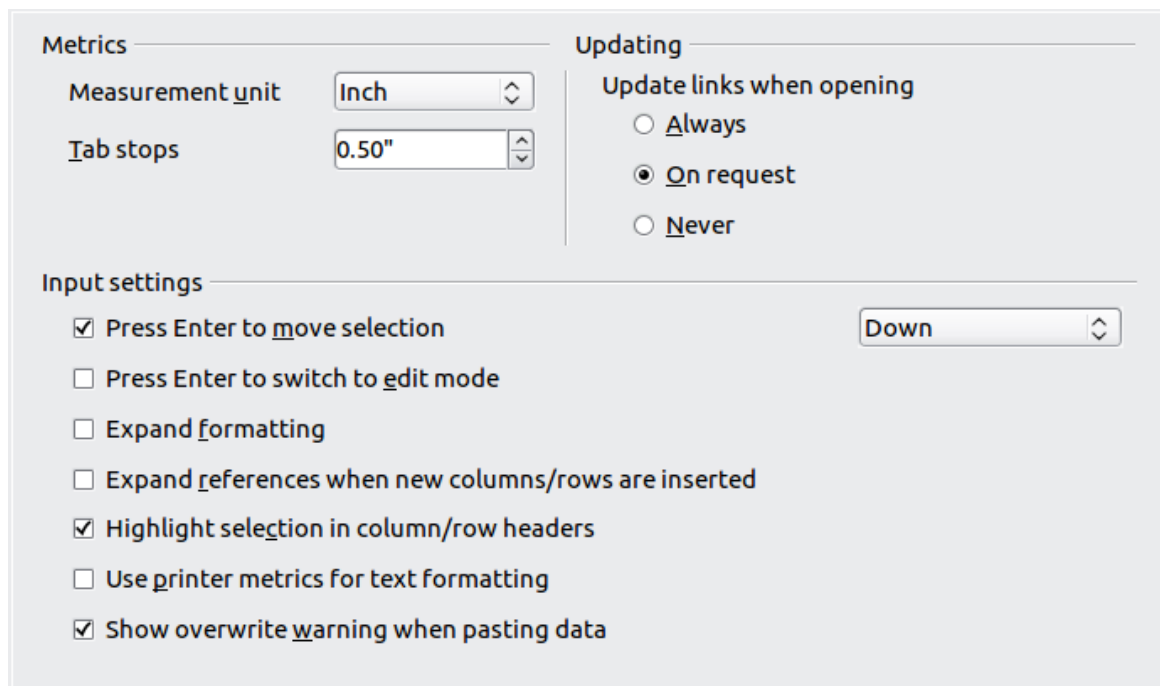 Metrics
Measurement unit Inch
Tab stops 0.50"
Updating
Update links when opening
Always
On request
Never
Input settings
Press Enter to move selection Down
Press Enter to switch to edit mode
Expand formatting
Expand references when new columns/rows are inserted
Highlight selection in column/row headers
Use printer metrics for text formatting
Show overwrite warning when pasting data